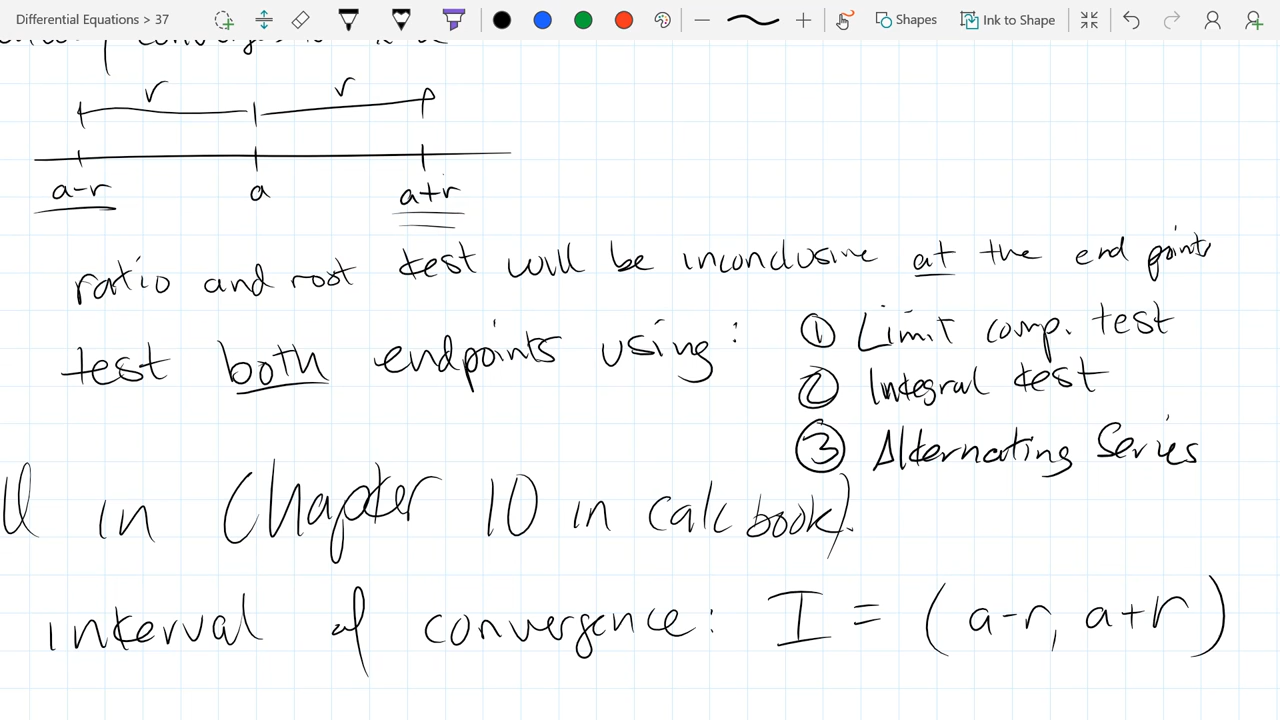 Differential Equations > 37
Shapes
Ink to Shape
convergence
r r
a-r a a+r
ratio and root test will be inconclusive at the end points
test both endpoints using:
① Limit comp. test
② Integral test
③ Alternating Series
in Chapter 10 in calc book).
interval of convergence: I = (a-r, a+r)